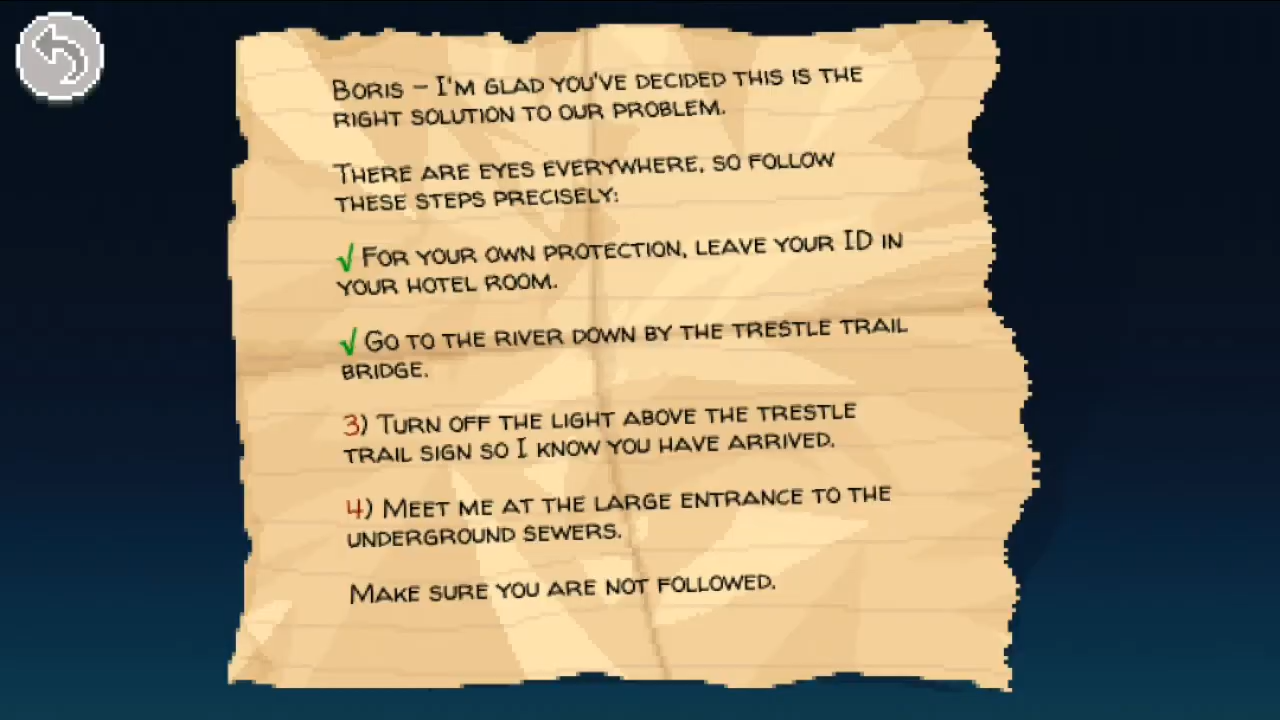 Boris – I'm glad you've decided this is the
right solution to our problem.
There are eyes everywhere, so follow
these steps precisely:
√ For your own protection, leave your ID in
your hotel room.
√ Go to the river down by the Trestle Trail
bridge.
3) Turn off the light above the Trestle
Trail sign so I know you have arrived.
4) Meet me at the large entrance to the
underground sewers.
Make sure you are not followed.